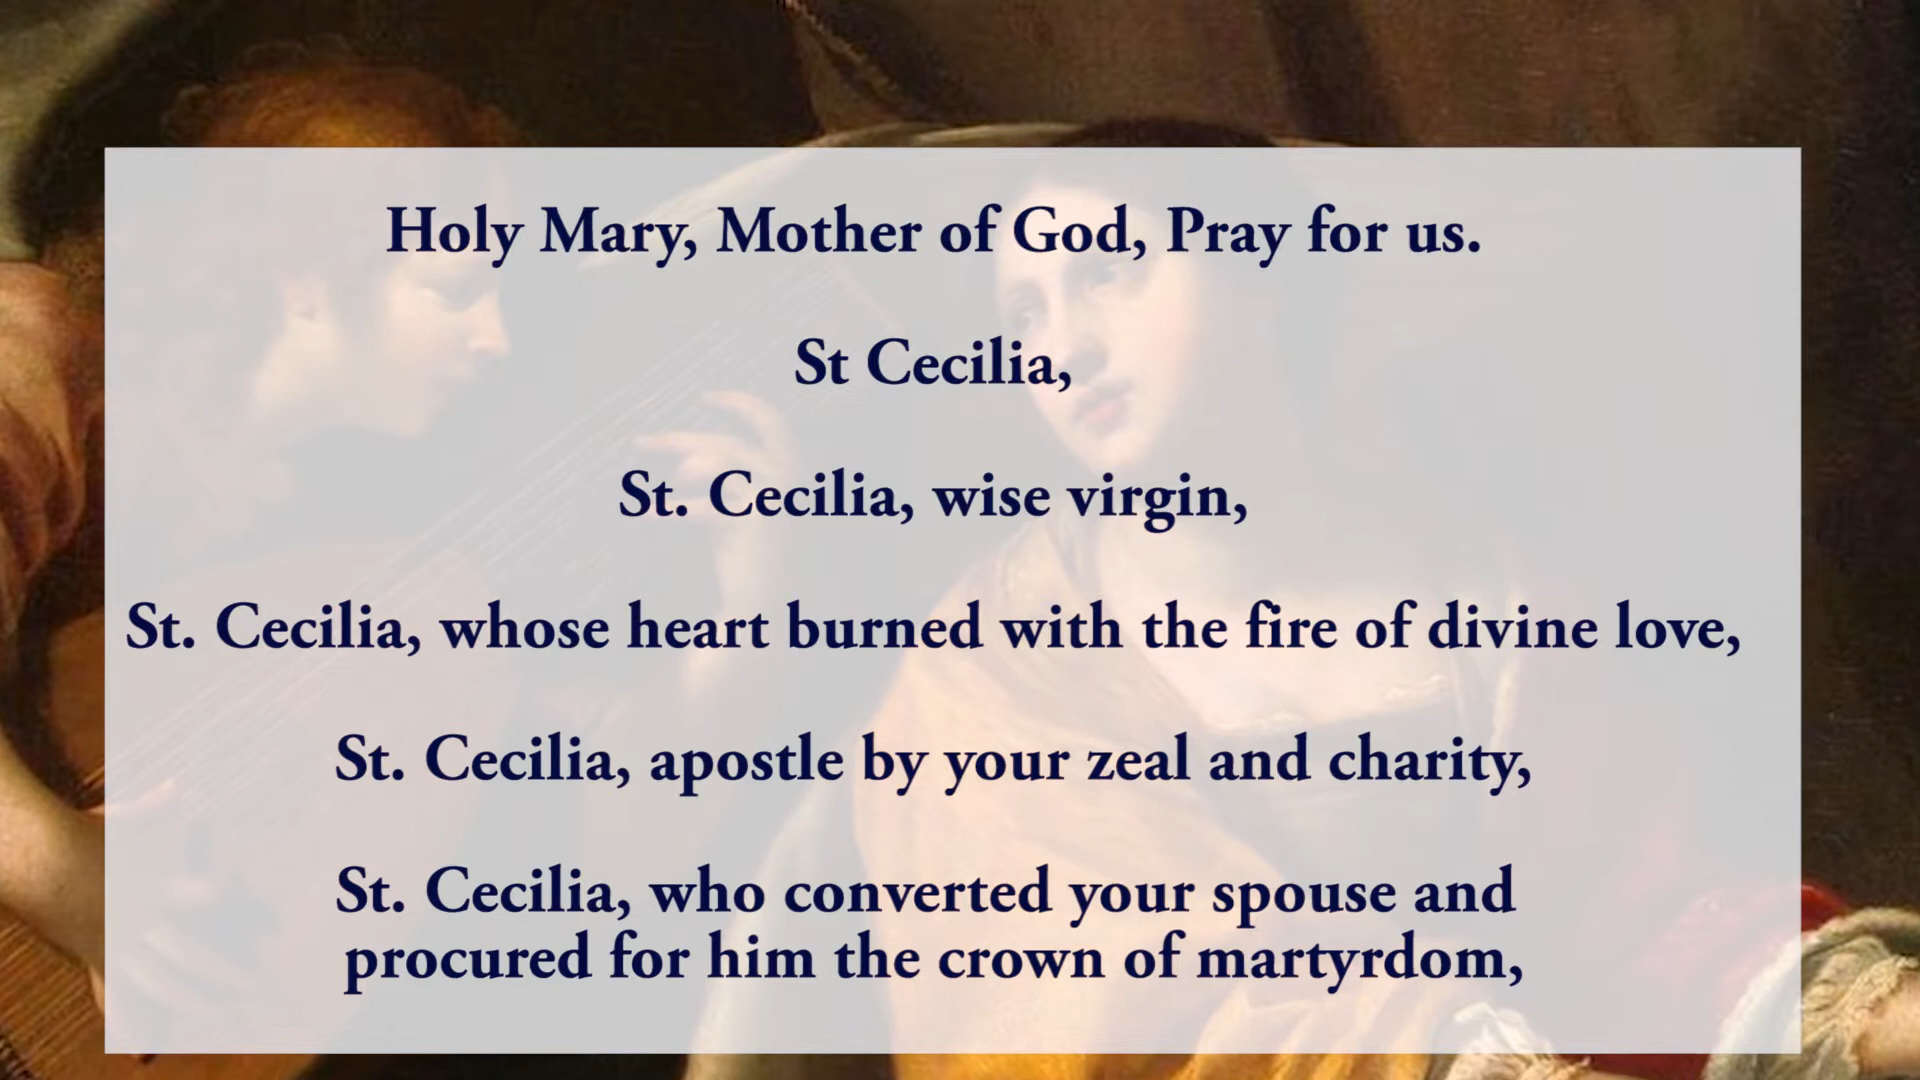 Holy Mary, Mother of God, Pray for us.
St Cecilia,
St. Cecilia, wise virgin,
St. Cecilia, whose heart burned with the fire of divine love,
St. Cecilia, apostle by your zeal and charity,
St. Cecilia, who converted your spouse and
procured for him the crown of martyrdom,